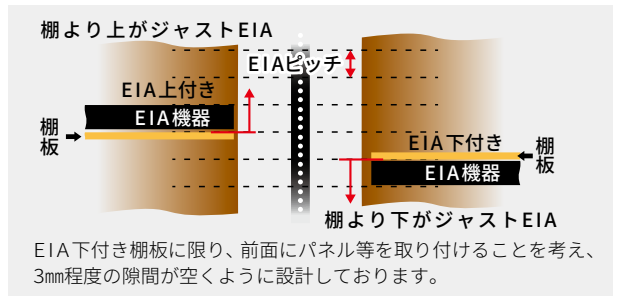 棚より上がジャストEIA
EIAピッチ
EIA上付き
EIA機器
棚板
EIA下付き
棚板
EIA機器
棚より下がジャストEIA
EIA下付き棚板に限り、前面にパネル等を取り付けることを考え、
3㎜程度の隙間が空くように設計しております。